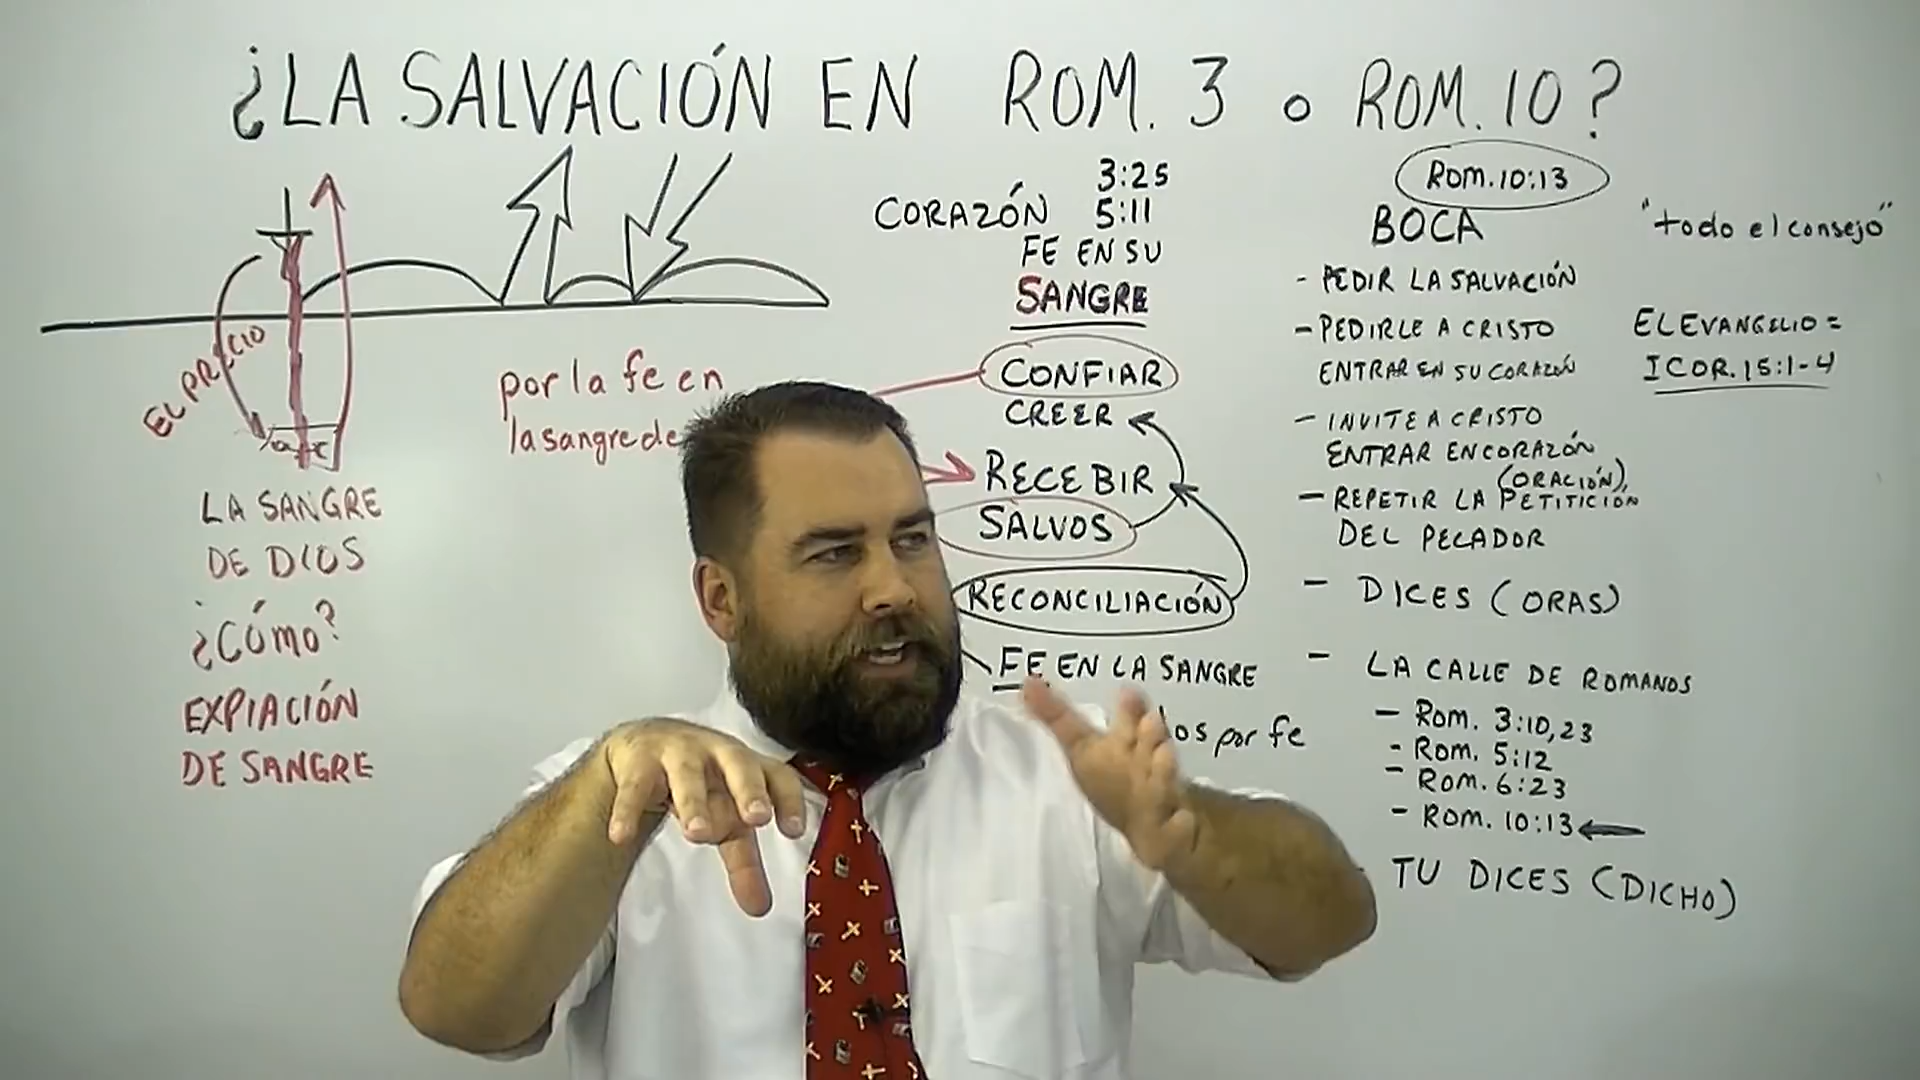 ¿LA SALVACIÓN EN ROM. 3 o ROM. 10?
EL PRECIO
LA SANGRE
DE DIOS
¿CÓMO?
EXPIACIÓN
DE SANGRE
por la fe en
la sangre de
3:25
CORAZÓN 5:11
FE EN SU
SANGRE
CONFIAR
CREER
RECEBIR
SALVOS
RECONCILIACIÓN
FE EN LA SANGRE
los por fe
Rom. 10:13
BOCA
- PEDIR LA SALVACIÓN
- PEDIRLE A CRISTO
ENTRAR EN SU CORAZÓN
- INVITE A CRISTO
ENTRAR EN CORAZÓN
(ORACIÓN),
- REPETIR LA PETITICIÓN
DEL PECADOR
- DICES (ORAS)
- LA CALLE DE ROMANOS
- Rom. 3:10,23
- Rom. 5:12
- Rom. 6:23
- Rom. 10:13
TU DICES (DICHO)
"todo el consejo"
EL EVANGELIO =
I COR. 15:1-4